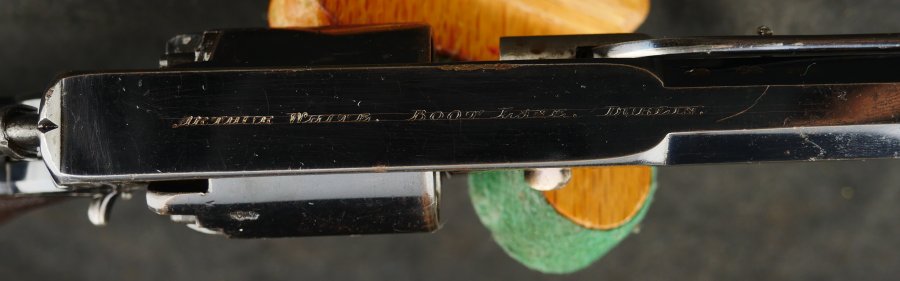 ARTHUR WHITE. BOOT LANE. DUBLIN.